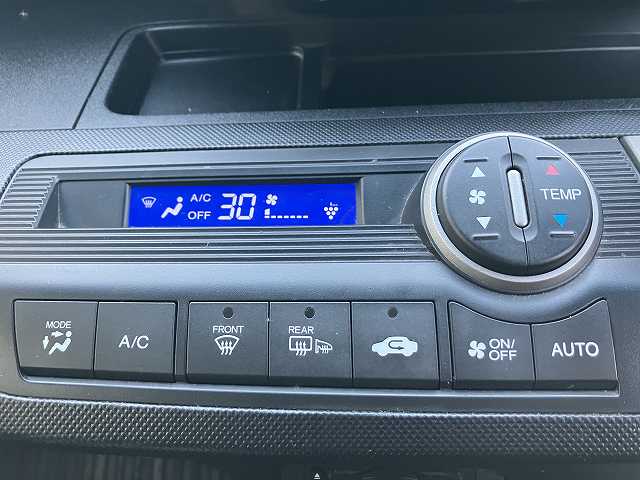 A/C
OFF
30
TEMP
MODE
A/C
FRONT
REAR
ON/
OFF
AUTO